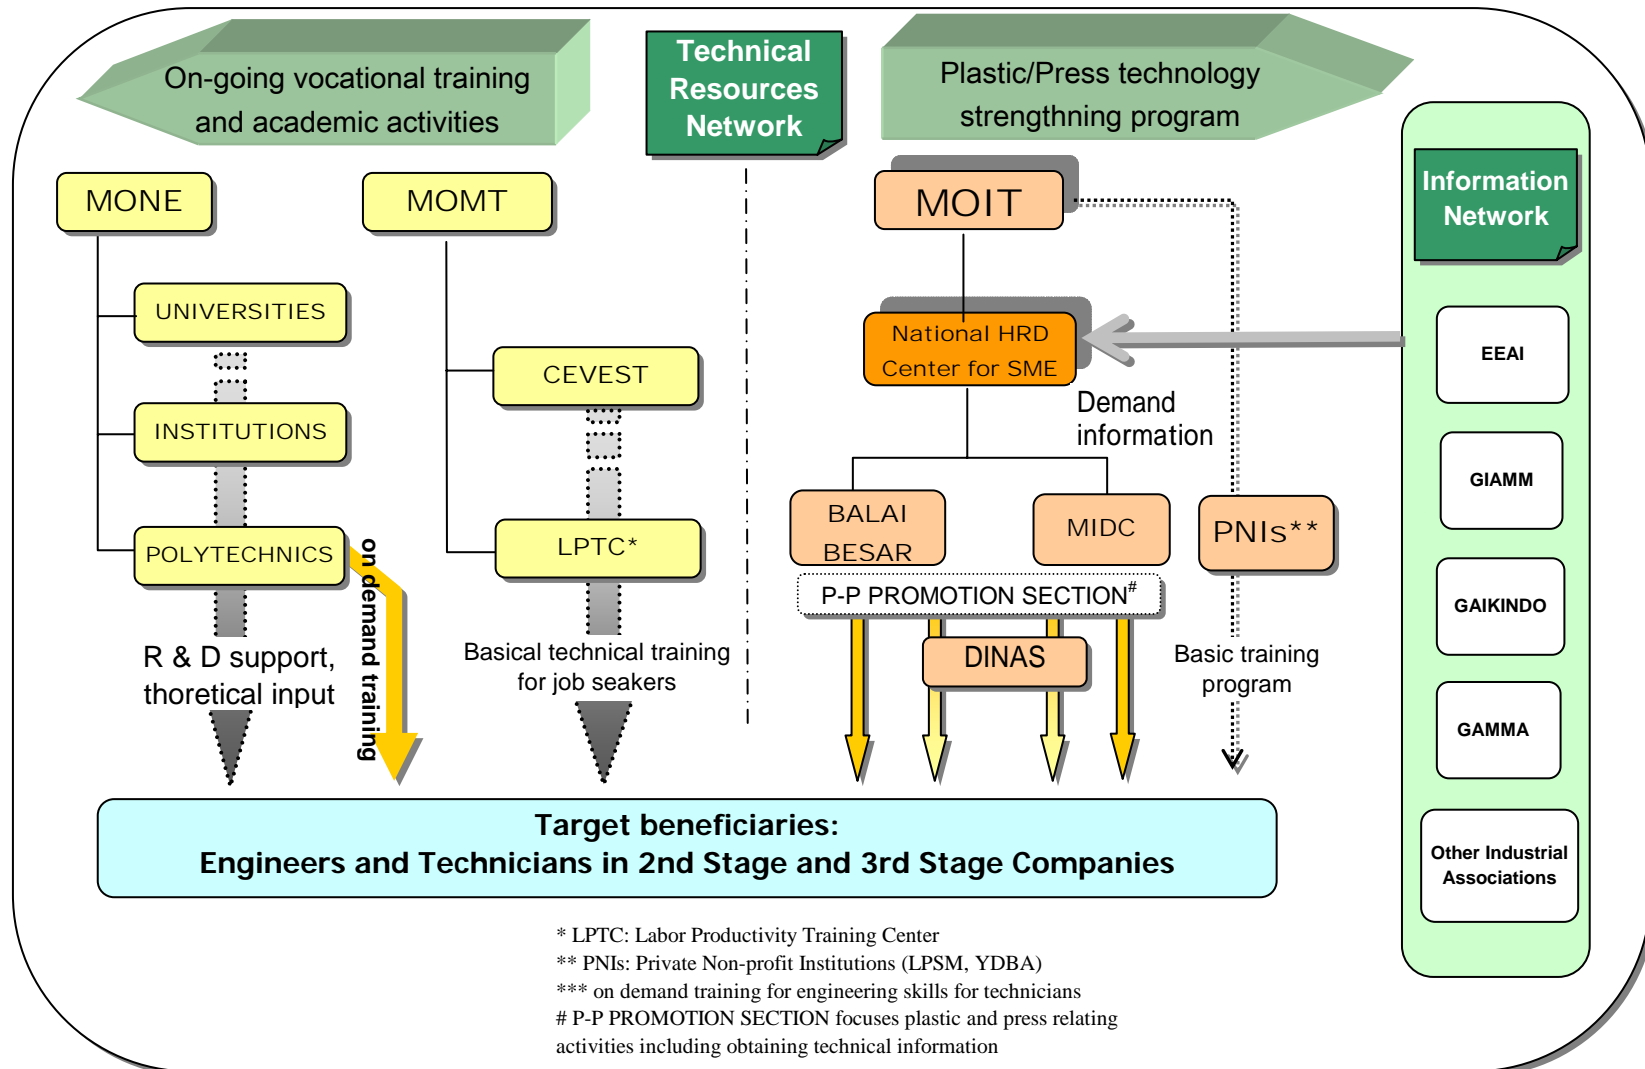 On-going vocational training
and academic activities
Technical
Resources
Network
Plastic/Press technology
strengthning program
Information
Network
MONE
MOMT
MOIT
UNIVERSITIES
INSTITUTIONS
POLYTECHNICS
CEVEST
LPTC*
National HRD
Center for SME
Demand
information
BALAI
BESAR
MIDC
PNIs**
P-P PROMOTION SECTION#
DINAS
on demand training
R & D support,
thoretical input
Basical technical training
for job seakers
Basic training
program
EEAI
GIAMM
GAIKINDO
GAMMA
Other Industrial
Associations
Target beneficiaries:
Engineers and Technicians in 2nd Stage and 3rd Stage Companies
* LPTC: Labor Productivity Training Center
** PNIs: Private Non-profit Institutions (LPSM, YDBA)
*** on demand training for engineering skills for technicians
# P-P PROMOTION SECTION focuses plastic and press relating
activities including obtaining technical information